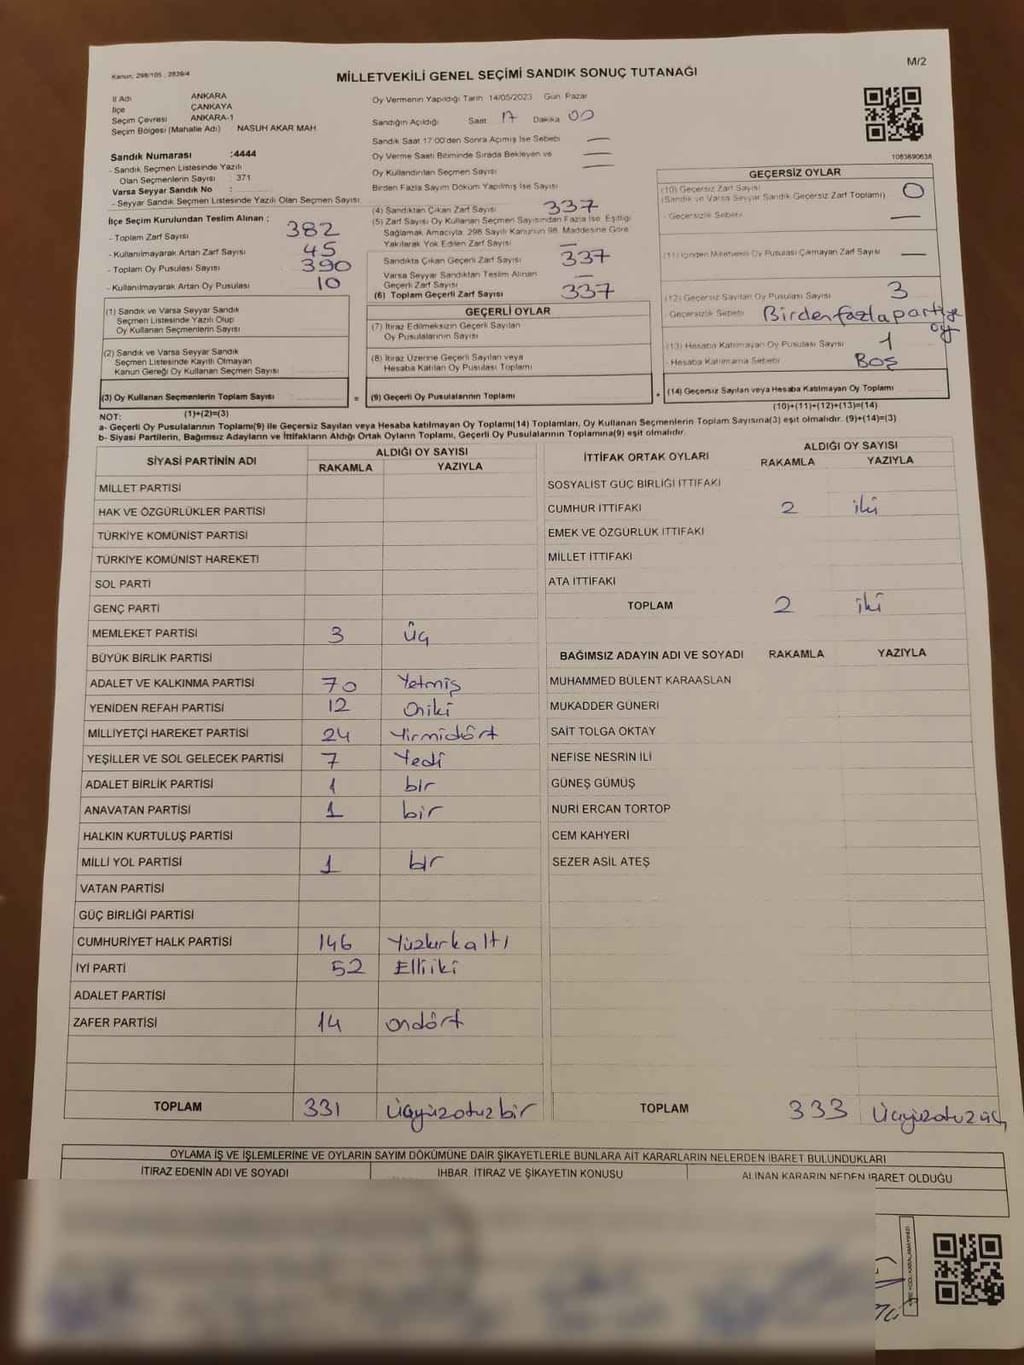 Kanun: 298/105 ; 2839/4
MİLLETVEKİLİ GENEL SEÇİMİ SANDIK SONUÇ TUTANAĞI
M/2
İl Adı ANKARA
İlçe ÇANKAYA
Seçim Çevresi ANKARA-1
Seçim Bölgesi (Mahalle Adı) NASUH AKAR MAH.
Oy Vermenin Yapıldığı Tarih 14/05/2023 Gün Pazar
Sandığın Açıldığı Saat 17 Dakika 00
Sandık Saat 17:00'den Sonra Açılmış İse Sebebi —
Oy Verme Saati Bitiminde Sırada Bekleyen ve —
Oy Kullandırılan Seçmen Sayısı —
Birden Fazla Sayım Döküm Yapılmış İse Sayısı
1083690638
Sandık Numarası :4444
- Sandık Seçmen Listesinde Yazılı
Olan Seçmenlerin Sayısı : 371
Varsa Seyyar Sandık No :
- Seyyar Sandık Seçmen Listesinde Yazılı Olan Seçmen Sayısı
İlçe Seçim Kurulundan Teslim Alınan :
- Toplam Zarf Sayısı 382
- Kullanılmayarak Artan Zarf Sayısı 45
- Toplam Oy Pusulası Sayısı 390
- Kullanılmayarak Artan Oy Pusulası 10
(4) Sandıktan Çıkan Zarf Sayısı 337
(5) Zarf Sayısı Oy Kullanan Seçmen Sayısından Fazla İse, Eşitliği
Sağlamak Amacıyla, 298 Sayılı Kanunun 98. Maddesine Göre
Yakılarak Yok Edilen Zarf Sayısı —
Sandıkta Çıkan Geçerli Zarf Sayısı 337
Varsa Seyyar Sandıktan Teslim Alınan
Geçerli Zarf Sayısı —
(6) Toplam Geçerli Zarf Sayısı 337
GEÇERSİZ OYLAR
(10) Geçersiz Zarf Sayısı
(Sandık ve Varsa Seyyar Sandık Geçersiz Zarf Toplamı) 0
- Geçersizlik Sebebi —
(11) İçinden Milletvekili Oy Pusulası Çıkmayan Zarf Sayısı —
(12) Geçersiz Sayılan Oy Pusulası Sayısı 3
- Geçersizlik Sebebi Birden fazla partiye oy
(13) Hesaba Katılmayan Oy Pusulası Sayısı 1
- Hesaba Katılmama Sebebi Boş
(14) Geçersiz Sayılan veya Hesaba Katılmayan Oy Toplamı
(10)+(11)+(12)+(13)=(14)
(1) Sandık ve Varsa Seyyar Sandık
Seçmen Listesinde Yazılı Olup
Oy Kullanan Seçmenlerin Sayısı
(2) Sandık ve Varsa Seyyar Sandık
Seçmen Listesinde Kayıtlı Olmayan
Kanun Gereği Oy Kullanan Seçmen Sayısı
(3) Oy Kullanan Seçmenlerin Toplam Sayısı
(1)+(2)=(3)
GEÇERLİ OYLAR
(7) İtiraz Edilmeksizin Geçerli Sayılan
Oy Pusulalarının Sayısı
(8) İtiraz Üzerine Geçerli Sayılan veya
Hesaba Katılan Oy Pusulası Toplamı
= (9) Geçerli Oy Pusulalarının Toplamı +
NOT:
a- Geçerli Oy Pusulalarının Toplamı(9) ile Geçersiz Sayılan veya Hesaba katılmayan Oy Toplamı(14) Toplamları, Oy Kullanan Seçmenlerin Toplam Sayısına(3) eşit olmalıdır. (9)+(14)=(3)
b- Siyasi Partilerin, Bağımsız Adayların ve İttifakların Aldığı Ortak Oyların Toplamı, Geçerli Oy Pusulalarının Toplamına(9) eşit olmalıdır.
SİYASİ PARTİNİN ADI ALDIĞI OY SAYISI
RAKAMLA YAZIYLA
MİLLET PARTİSİ
HAK VE ÖZGÜRLÜKLER PARTİSİ
TÜRKİYE KOMÜNİST PARTİSİ
TÜRKİYE KOMÜNİST HAREKETİ
SOL PARTİ
GENÇ PARTİ
MEMLEKET PARTİSİ 3 üç
BÜYÜK BİRLİK PARTİSİ
ADALET VE KALKINMA PARTİSİ 70 Yetmiş
YENİDEN REFAH PARTİSİ 12 Oniki
MİLLİYETÇİ HAREKET PARTİSİ 24 Yirmidört
YEŞİLLER VE SOL GELECEK PARTİSİ 7 Yedi
ADALET BİRLİK PARTİSİ 1 bir
ANAVATAN PARTİSİ 1 bir
HALKIN KURTULUŞ PARTİSİ
MİLLİ YOL PARTİSİ 1 bir
VATAN PARTİSİ
GÜÇ BİRLİĞİ PARTİSİ
CUMHURİYET HALK PARTİSİ 146 Yüzkırkaltı
İYİ PARTİ 52 Elliiki
ADALET PARTİSİ
ZAFER PARTİSİ 14 ondört
TOPLAM 331 üçyüzotuzbir
İTTİFAK ORTAK OYLARI ALDIĞI OY SAYISI
RAKAMLA YAZIYLA
SOSYALİST GÜÇ BİRLİĞİ İTTİFAKI
CUMHUR İTTİFAKI 2 iki
EMEK VE ÖZGÜRLÜK İTTİFAKI
MİLLET İTTİFAKI
ATA İTTİFAKI
TOPLAM 2 iki
BAĞIMSIZ ADAYIN ADI VE SOYADI RAKAMLA YAZIYLA
MUHAMMED BÜLENT KARAASLAN
MUKADDER GÜNERİ
SAİT TOLGA OKTAY
NEFİSE NESRİN İLİ
GÜNEŞ GÜMÜŞ
NURİ ERCAN TORTOP
CEM KAHYERİ
SEZER ASİL ATEŞ
TOPLAM 333 üçyüzotuzüç
OYLAMA İŞ VE İŞLEMLERİNE VE OYLARIN SAYIM DÖKÜMÜNE DAİR ŞİKAYETLERLE BUNLARA AİT KARARLARIN NELERDEN İBARET BULUNDUKLARI
İTİRAZ EDENİN ADI VE SOYADI İHBAR, İTİRAZ VE ŞİKAYETİN KONUSU ALINAN KARARIN NEDEN İBARET OLDUĞU